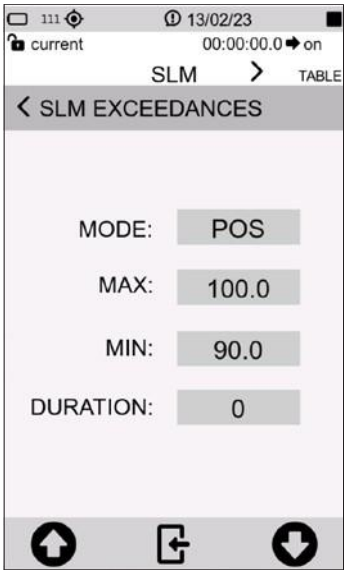 111 13/02/23
current 00:00:00.0 on
SLM > TABLE
< SLM EXCEEDANCES
MODE: POS
MAX: 100.0
MIN: 90.0
DURATION: 0